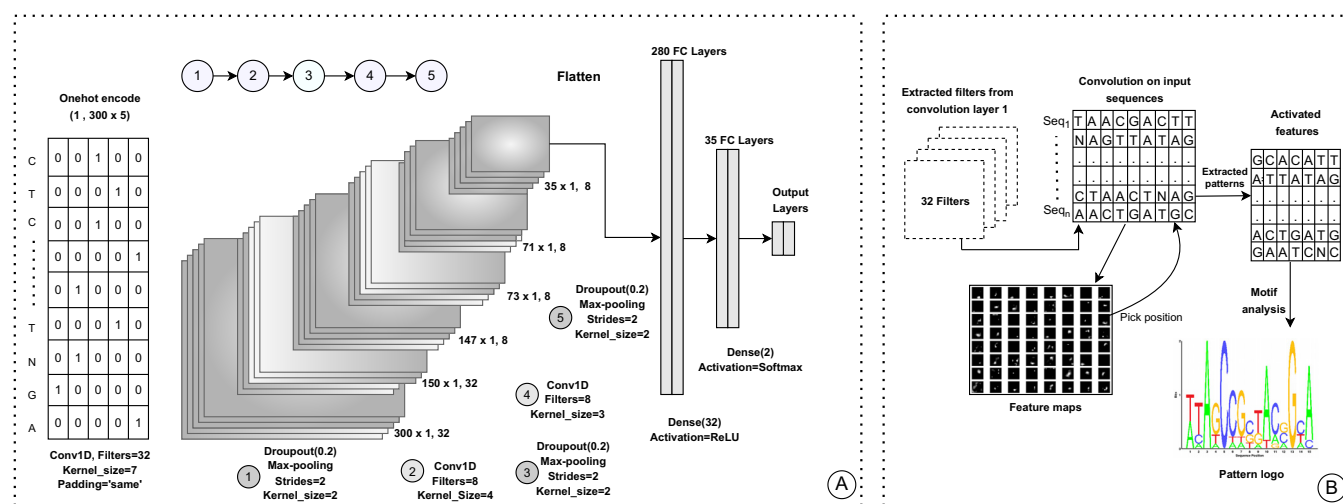 280 FC Layers
1
2
3
4
5
Flatten
Onehot encode
(1 , 300 x 5)
C 0 0 1 0 0
T 0 0 0 1 0
C 0 0 1 0 0
0 0 0 0 1
0 1 0 0 0
T 0 0 0 1 0
N 0 1 0 0 0
G 1 0 0 0 0
A 0 0 0 0 1
Conv1D, Filters=32
Kernel_size=7
Padding='same'
300 x 1, 32
150 x 1, 32
147 x 1, 8
73 x 1, 8
71 x 1, 8
35 x 1, 8
1
Droupout(0.2)
Max-pooling
Strides=2
Kernel_size=2
2
Conv1D
Filters=8
Kernel_Size=4
3
Droupout(0.2)
Max-pooling
Strides=2
Kernel_size=2
4
Conv1D
Filters=8
Kernel_size=3
5
Droupout(0.2)
Max-pooling
Strides=2
Kernel_size=2
35 FC Layers
Output
Layers
Dense(2)
Activation=Softmax
Dense(32)
Activation=ReLU
A
Extracted filters from
convolution layer 1
32 Filters
Convolution on input
sequences
Seq1 T A A C G A C T T
N A G T T A T A G
. . . . . . . . .
. . . . . . . . .
C T A A C T N A G
Seqn A A C T G A T G C
Extracted
patterns
Activated
features
G C A C A T T
A T T A T A G
. . . . . . .
. . . . . . .
A C T G A T G
G A A T C N C
Pick position
Feature maps
Motif
analysis
Sequence Position
Pattern logo
B